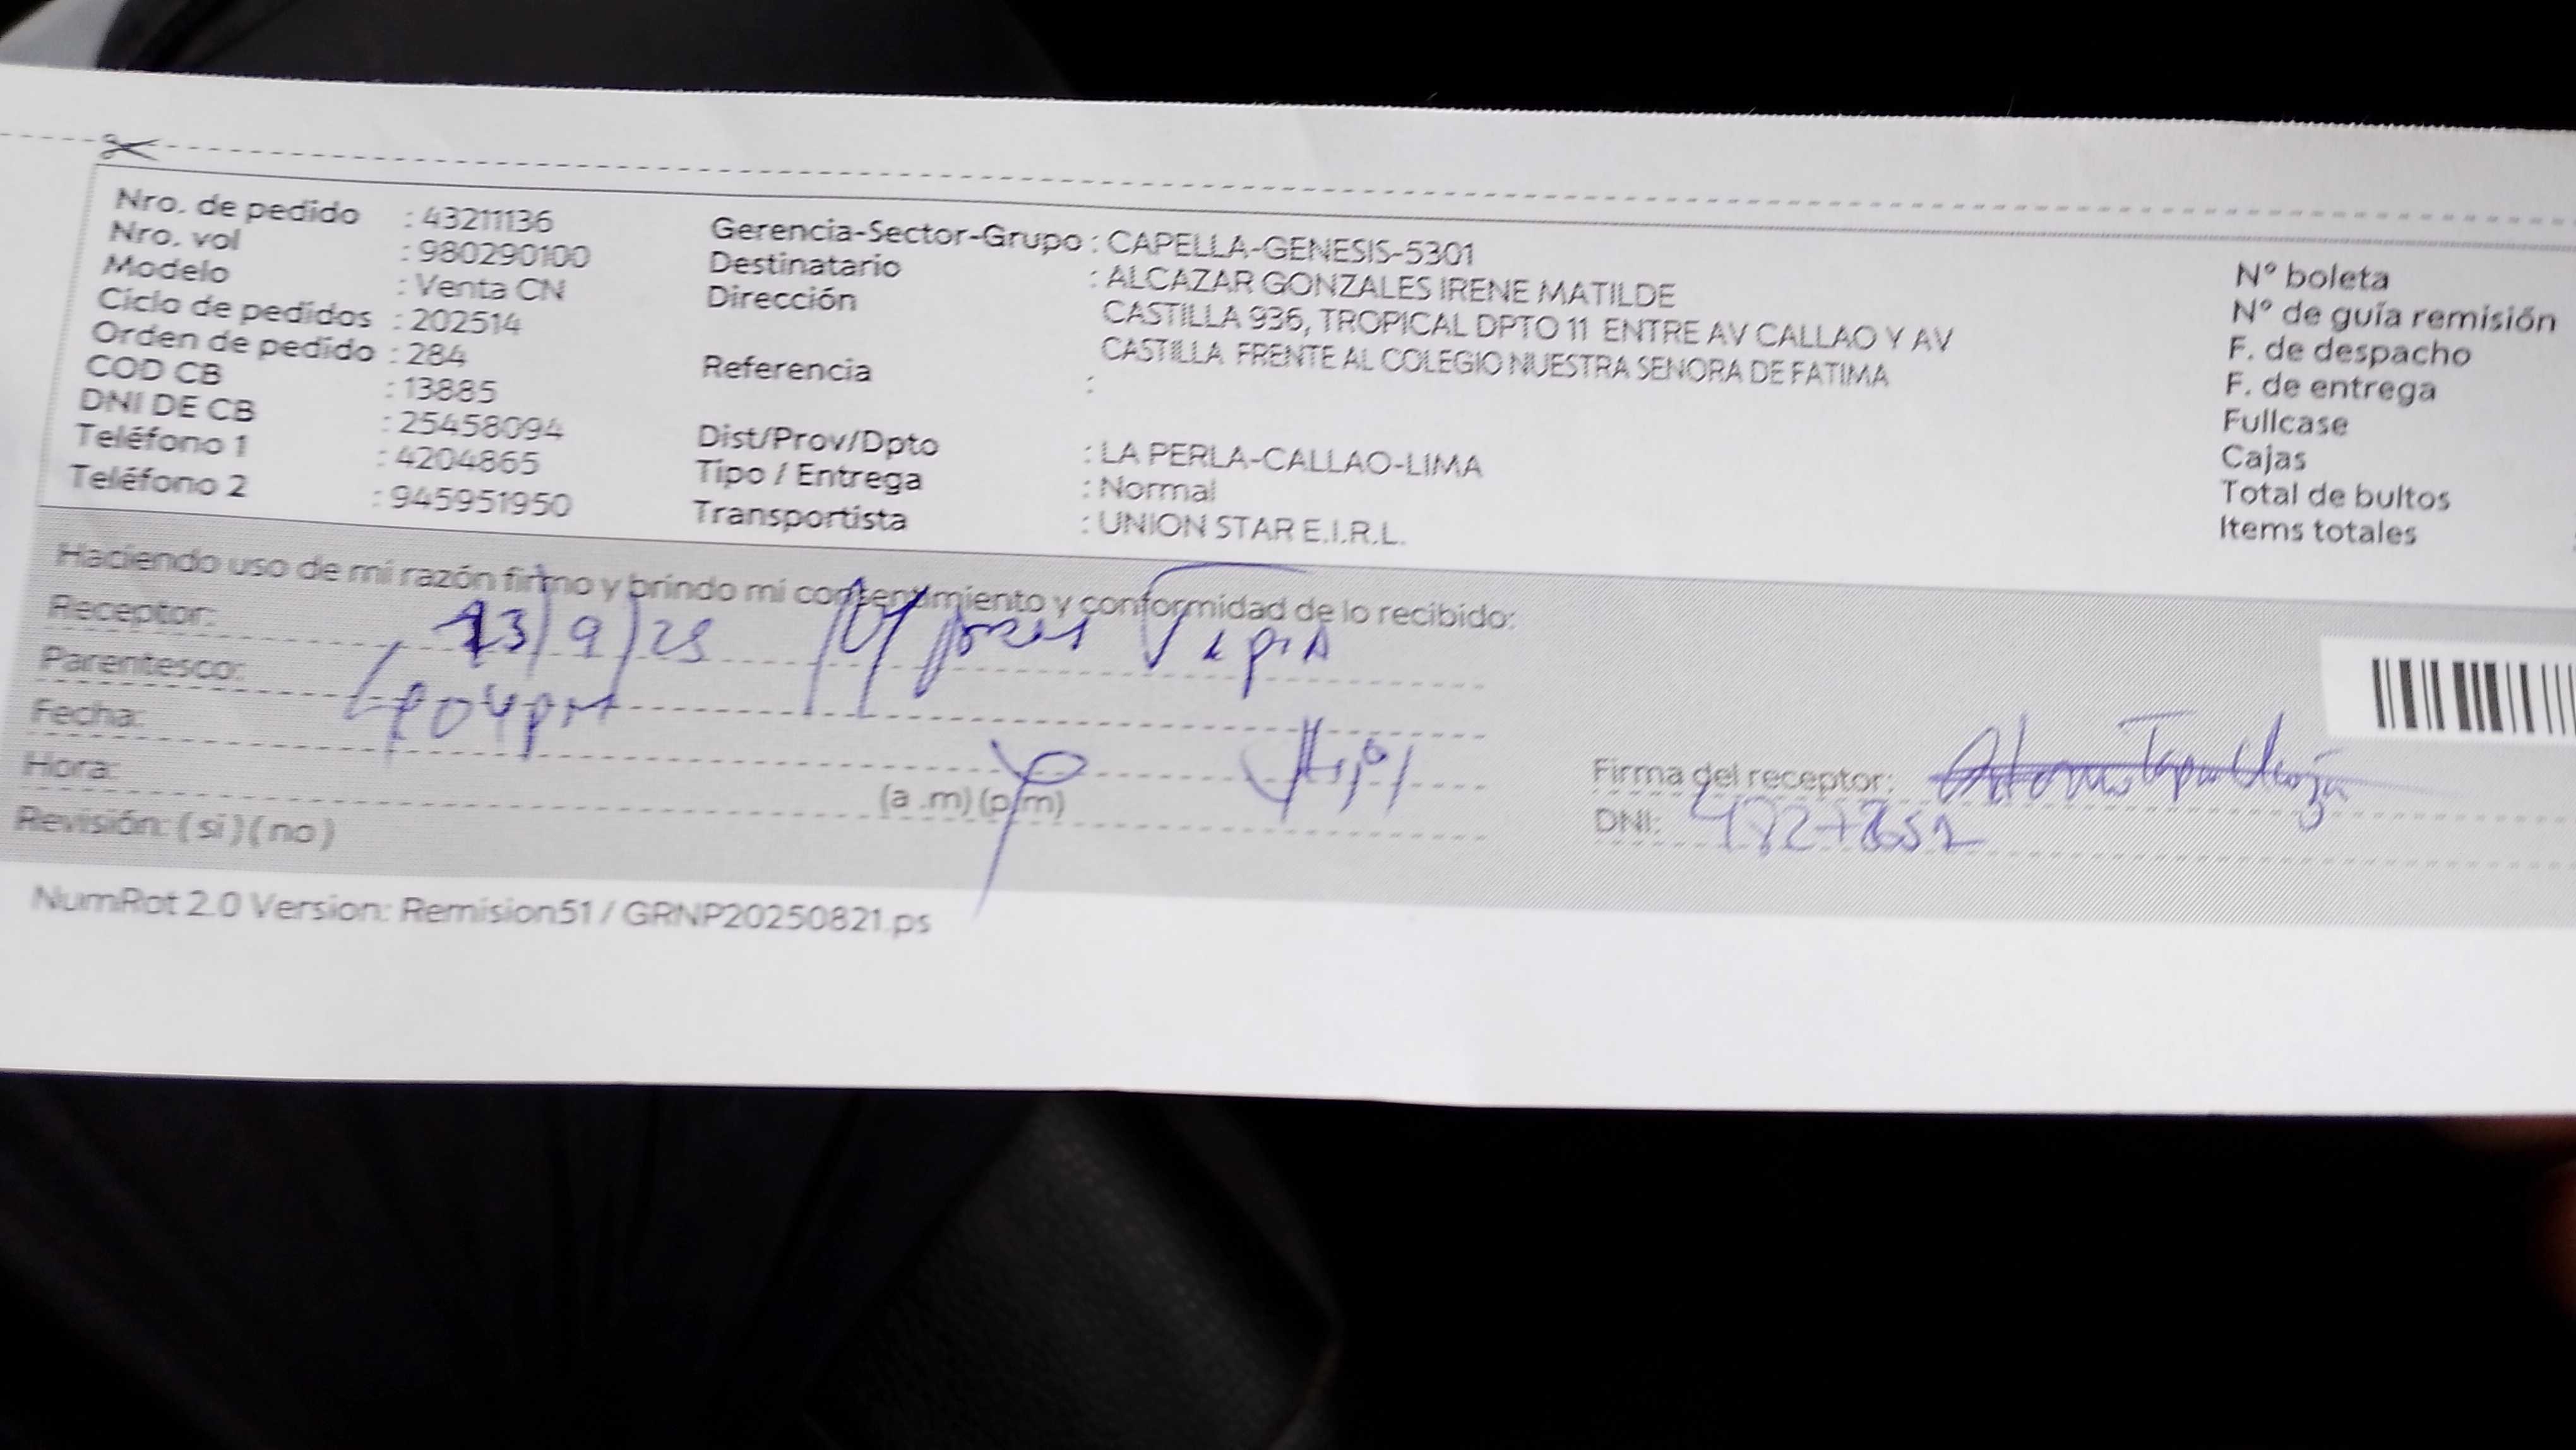 Nro. de pedido : 43211136
Nro. vol : 980290100
Modelo : Venta CN
Ciclo de pedidos : 202514
Orden de pedido : 284
COD CB : 13885
DNI DE CB : 25458094
Teléfono 1 : 4204865
Teléfono 2 : 945951950
Gerencia-Sector-Grupo : CAPELLA-GENESIS-5301
Destinatario : ALCAZAR GONZALES IRENE MATILDE
Dirección CASTILLA 936, TROPICAL DPTO 11 ENTRE AV CALLAO Y AV
CASTILLA FRENTE AL COLEGIO NUESTRA SENORA DE FATIMA
Referencia :
Dist/Prov/Dpto : LA PERLA-CALLAO-LIMA
Tipo / Entrega : Normal
Transportista : UNION STAR E.I.R.L.
N° boleta
N° de guía remisión
F. de despacho
F. de entrega
Fullcase
Cajas
Total de bultos
Items totales
Haciendo uso de mi razón firmo y brindo mi consentimiento y conformidad de lo recibido:
Receptor: 13/9/25 Tapia
Parentesco:
Fecha:
Hora: (a .m) (p.m)
Revisión: ( si ) ( no )
Firma del receptor:
DNI:
NumRot 2.0 Version: Remision51 / GRNP20250821.ps